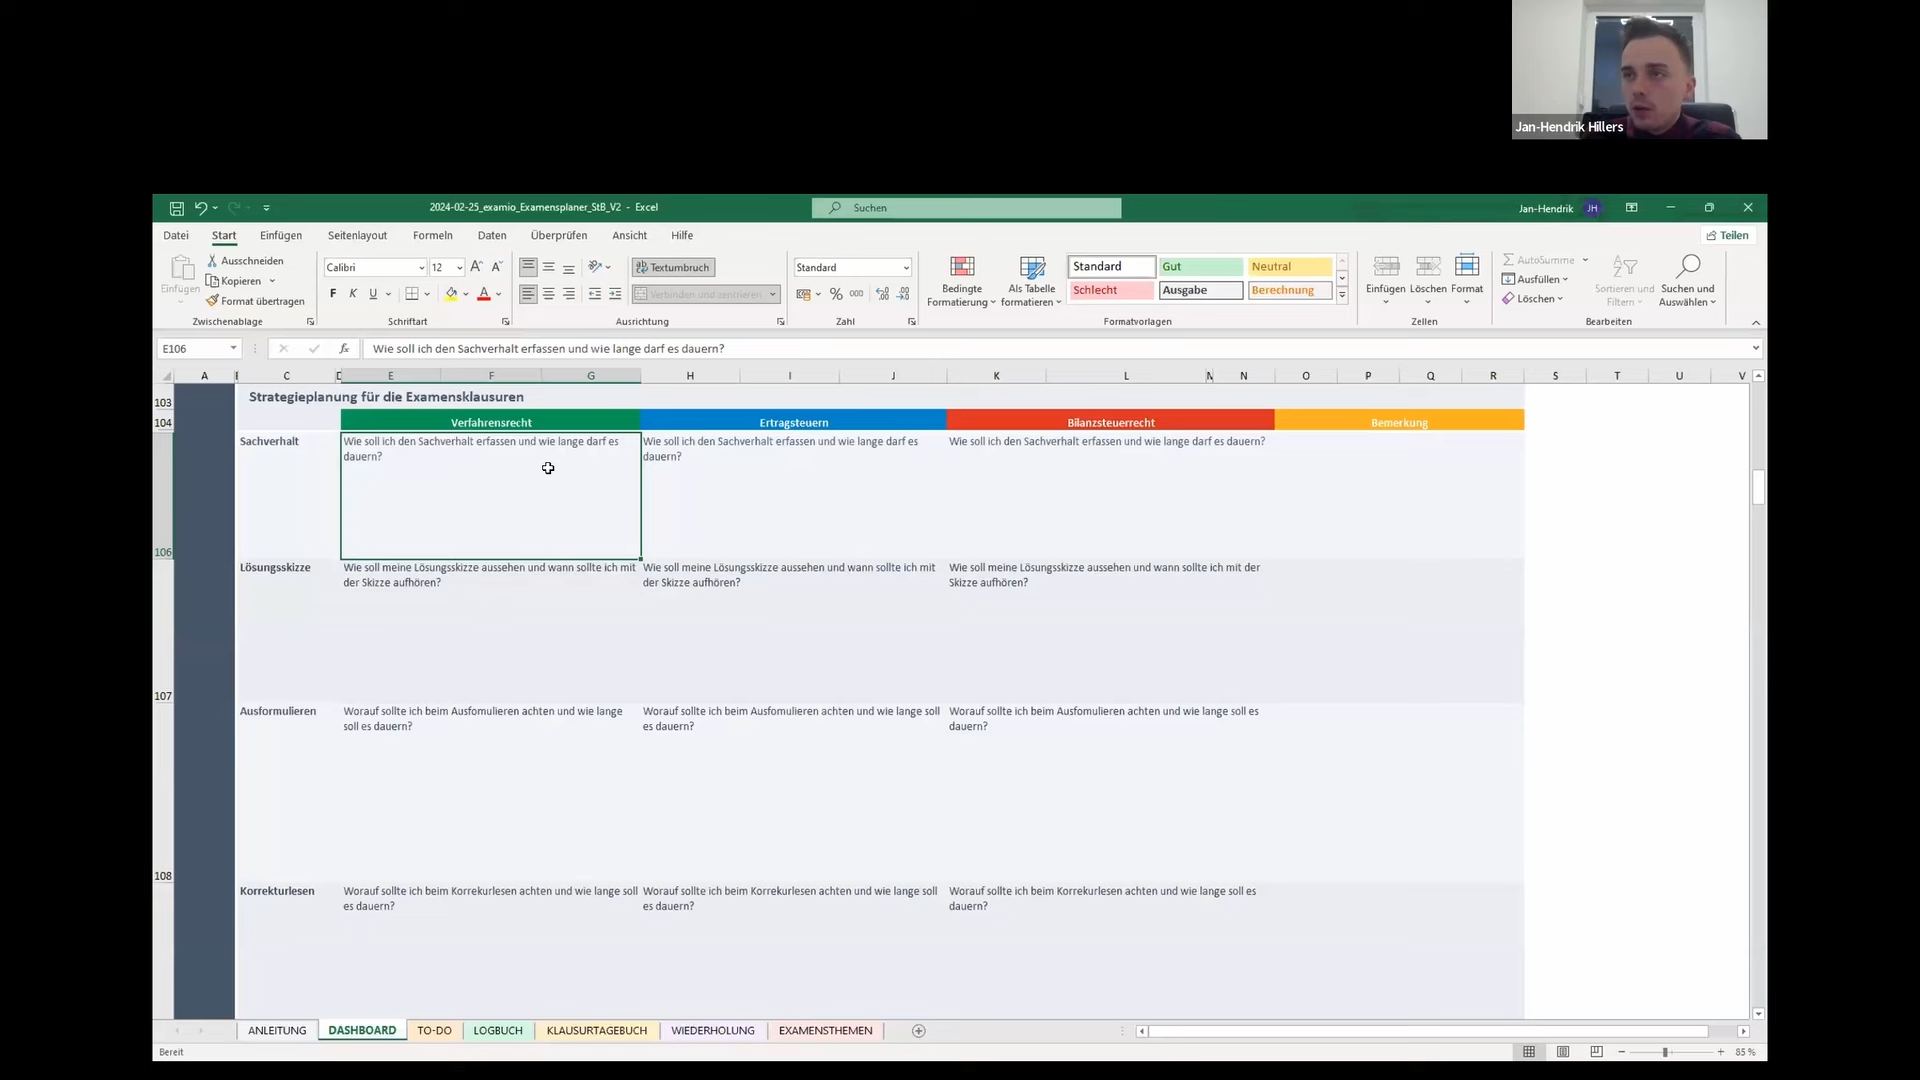 Jan-Hendrik Hillers
2024-02-25_examio_Examensplaner_StB_V2 - Excel
Suchen
Jan-Hendrik JH
Datei Start Einfügen Seitenlayout Formeln Daten Überprüfen Ansicht Hilfe
Teilen
Einfügen
Ausschneiden
Kopieren
Format übertragen
Zwischenablage
Calibri 12
F K U
Schriftart
Textumbruch
Verbinden und zentrieren
Ausrichtung
Standard
% 000
Zahl
Bedingte
Formatierung
Als Tabelle
formatieren
Standard Gut Neutral
Schlecht Ausgabe Berechnung
Formatvorlagen
Einfügen Löschen Format
Zellen
AutoSumme
Ausfüllen
Löschen
Sortieren und
Filtern
Suchen und
Auswählen
Bearbeiten
E106
fx
Wie soll ich den Sachverhalt erfassen und wie lange darf es dauern?
A C E F G H I J K L N O P Q R S T U V
103
Strategieplanung für die Examensklausuren
104
Verfahrensrecht Ertragsteuern Bilanzsteuerrecht Bemerkung
Sachverhalt
Wie soll ich den Sachverhalt erfassen und wie lange darf es
dauern?
Wie soll ich den Sachverhalt erfassen und wie lange darf es
dauern?
Wie soll ich den Sachverhalt erfassen und wie lange darf es dauern?
106
Lösungsskizze
Wie soll meine Lösungsskizze aussehen und wann sollte ich mit
der Skizze aufhören?
Wie soll meine Lösungsskizze aussehen und wann sollte ich mit
der Skizze aufhören?
Wie soll meine Lösungsskizze aussehen und wann sollte ich mit der
Skizze aufhören?
107
Ausformulieren
Worauf sollte ich beim Ausfomulieren achten und wie lange
soll es dauern?
Worauf sollte ich beim Ausfomulieren achten und wie lange soll
es dauern?
Worauf sollte ich beim Ausfomulieren achten und wie lange soll es
dauern?
108
Korrekturlesen
Worauf sollte ich beim Korrekurlesen achten und wie lange soll
es dauern?
Worauf sollte ich beim Korrekurlesen achten und wie lange soll
es dauern?
Worauf sollte ich beim Korrekurlesen achten und wie lange soll es
dauern?
ANLEITUNG DASHBOARD TO-DO LOGBUCH KLAUSURTAGEBUCH WIEDERHOLUNG EXAMENSTHEMEN
Bereit
85 %